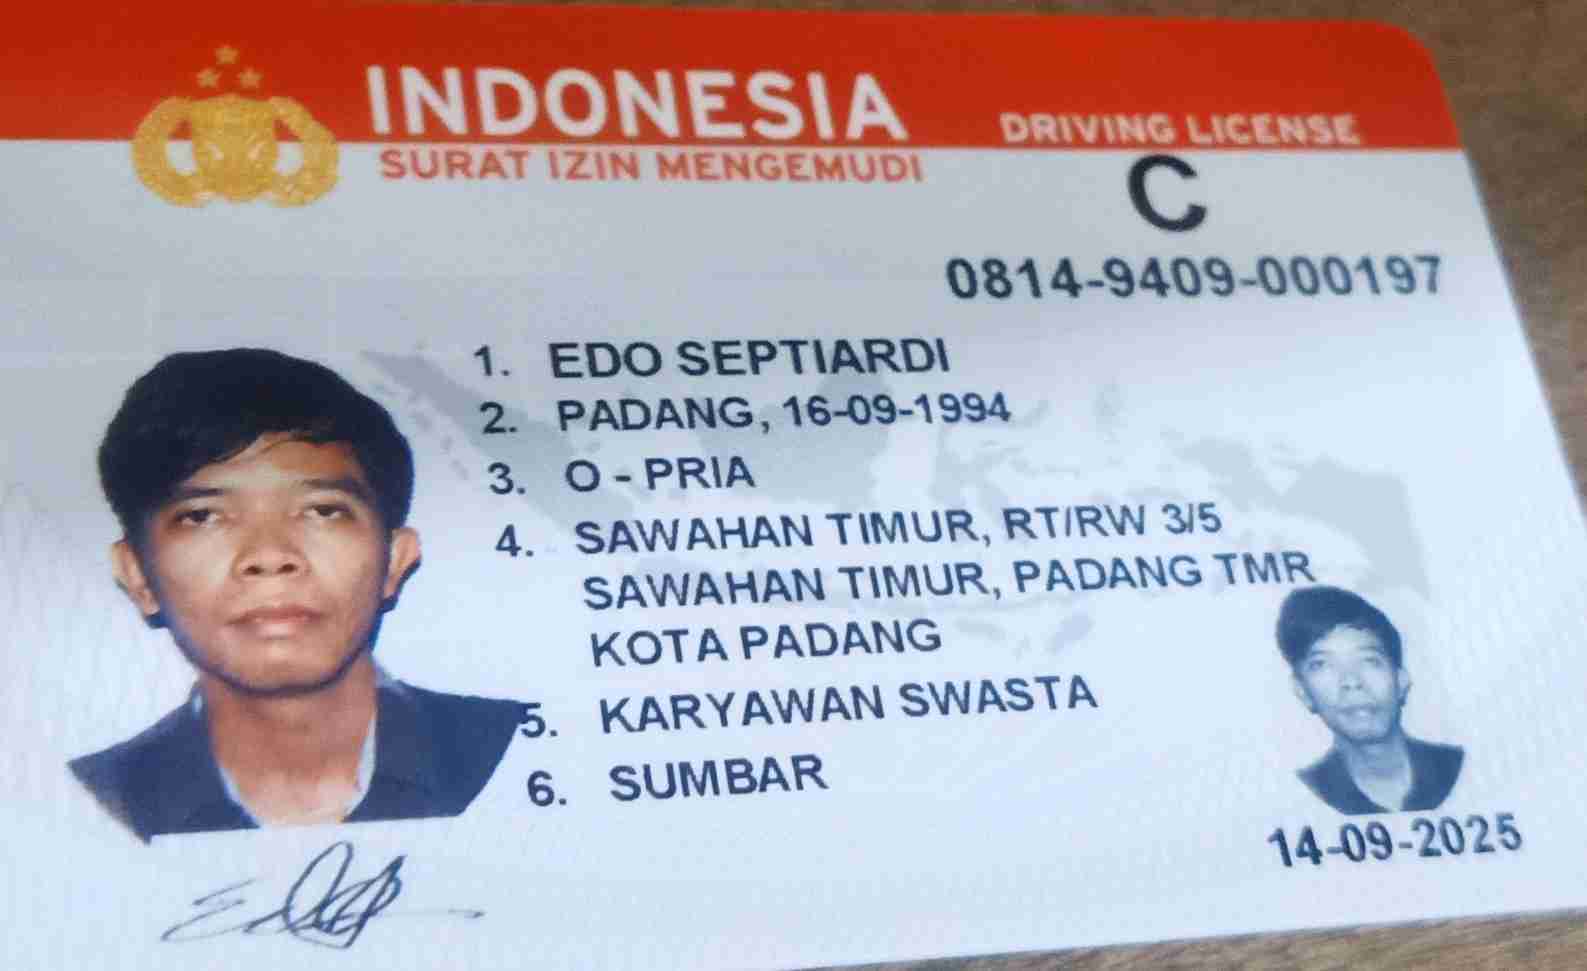 INDONESIA
SURAT IZIN MENGEMUDI
DRIVING LICENSE
C
0814-9409-000197
1. EDO SEPTIARDI
2. PADANG, 16-09-1994
3. O - PRIA
4. SAWAHAN TIMUR, RT/RW 3/5
SAWAHAN TIMUR, PADANG TMR
KOTA PADANG
5. KARYAWAN SWASTA
6. SUMBAR
14-09-2025